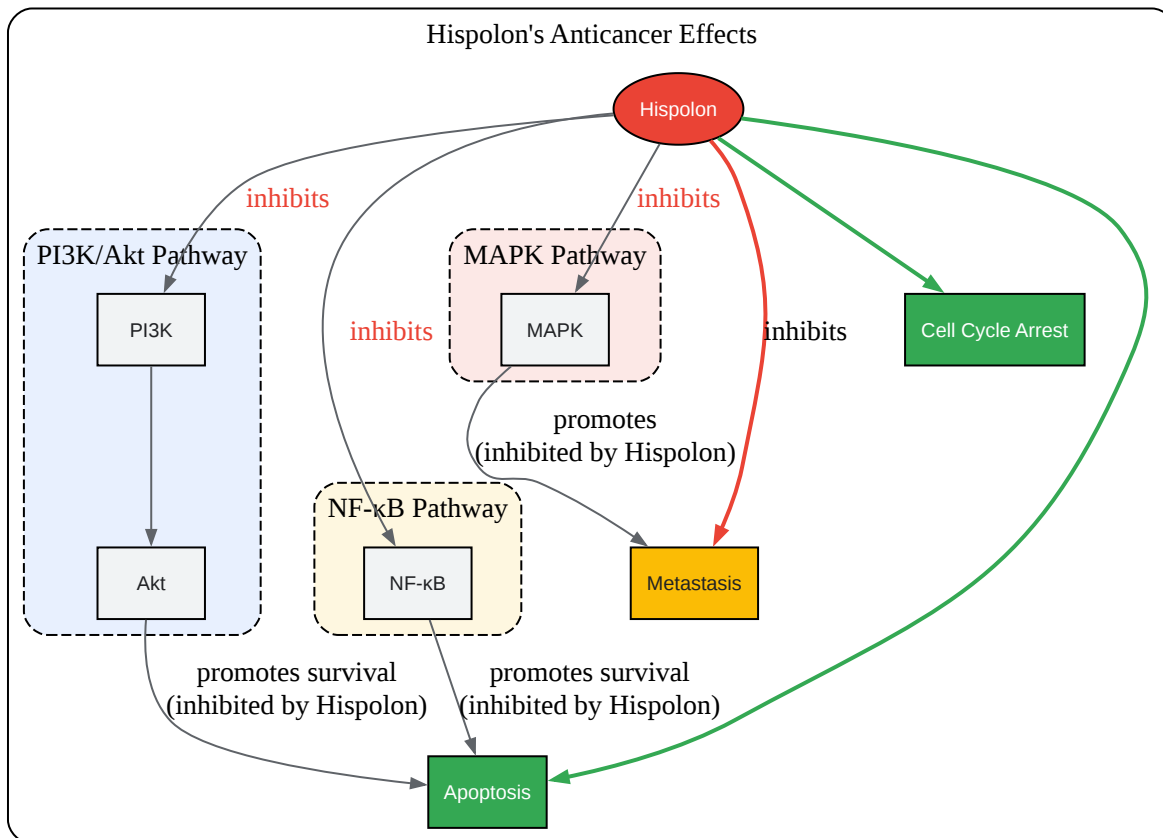 Hispolon's Anticancer Effects
Hispolon
inhibits
inhibits
PI3K/Akt Pathway
MAPK Pathway
PI3K
inhibits
MAPK
inhibits
Cell Cycle Arrest
promotes
(inhibited by Hispolon)
NF-κB Pathway
Akt
NF-κB
Metastasis
promotes survival
(inhibited by Hispolon)
promotes survival
(inhibited by Hispolon)
Apoptosis